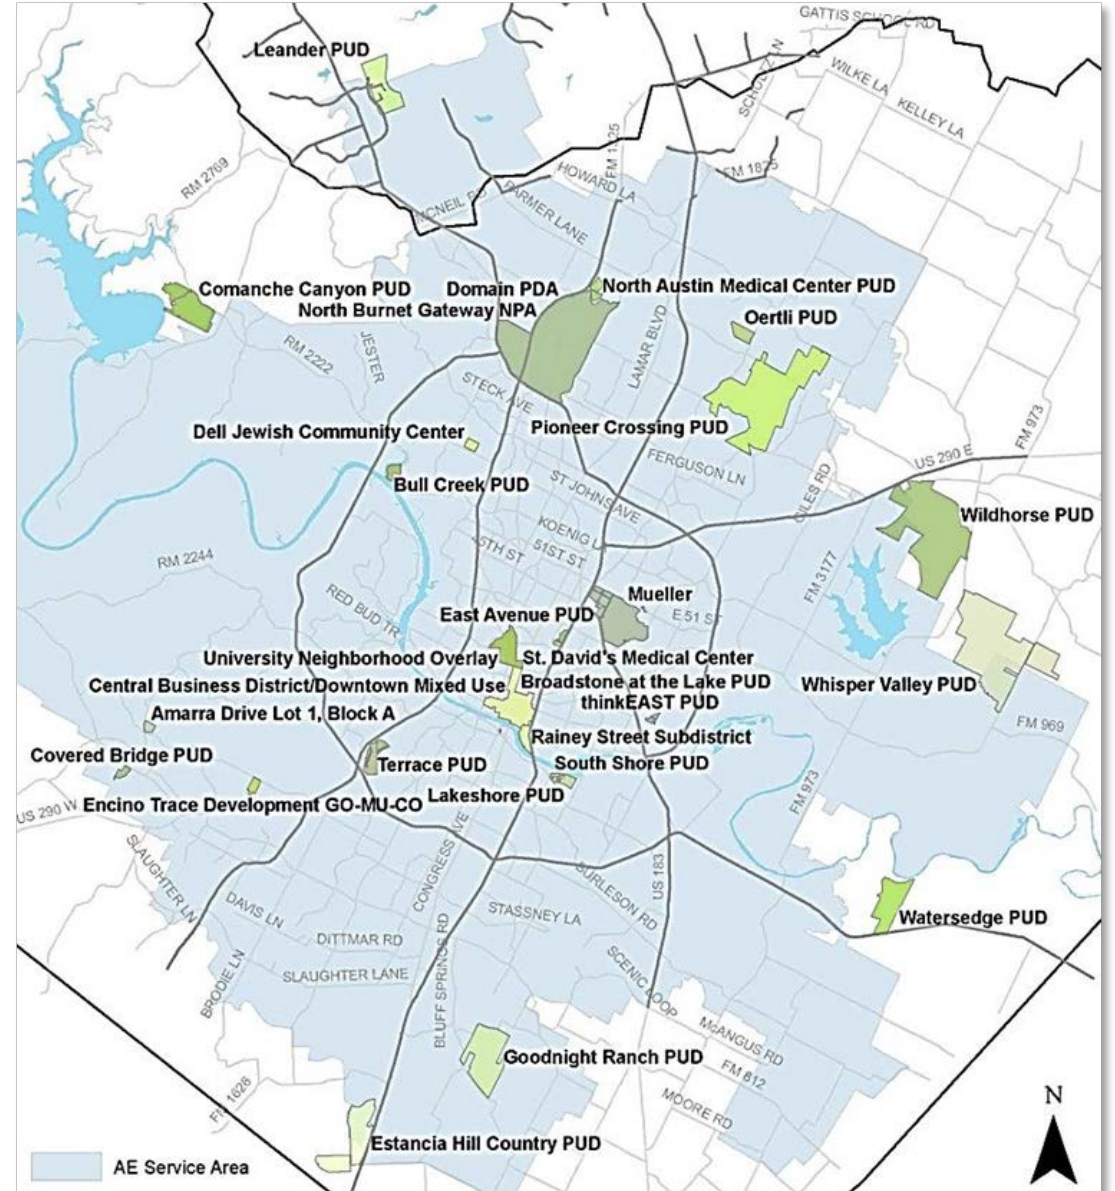 GATTIS SCHOOL RD
Leander PUD
WILKE LA
KELLEY LA
FM 1325
RM 2769
FM 1825
HOWARD LA
MCNEIL RD
PARMER LANE
Comanche Canyon PUD
Domain PDA
North Austin Medical Center PUD
North Burnet Gateway NPA
Oertli PUD
RM 2222
JESTER
LAMAR BLVD
STECK AVE
Dell Jewish Community Center
Pioneer Crossing PUD
FM 973
US 290 E
FERGUSON LN
Bull Creek PUD
ST JOHNS AVE
GILES RD
Wildhorse PUD
KOENIG L
45TH ST
51ST ST
RM 2244
FM 3177
RED BUD TR
Mueller
East Avenue PUD
E 51 ST
University Neighborhood Overlay
St. David's Medical Center
Central Business District/Downtown Mixed Use
Broadstone at the Lake PUD
Whisper Valley PUD
thinkEAST PUD
Amarra Drive Lot 1, Block A
FM 969
Rainey Street Subdistrict
Covered Bridge PUD
Terrace PUD
South Shore PUD
FM 973
Lakeshore PUD
Encino Trace Development GO-MU-CO
US 290 W
SLAUGHTER LN
CONGRESS AVE
BURLESON RD
US 183
DAVIS LN
STASSNEY LA
Watersedge PUD
DITTMAR RD
SLAUGHTER LANE
BRODIE LN
BLUFF SPRINGS RD
SCENIC LOOP
McANGUS RD
Goodnight Ranch PUD
FM 812
FM 1626
MOORE RD
N
Estancia Hill Country PUD
AE Service Area